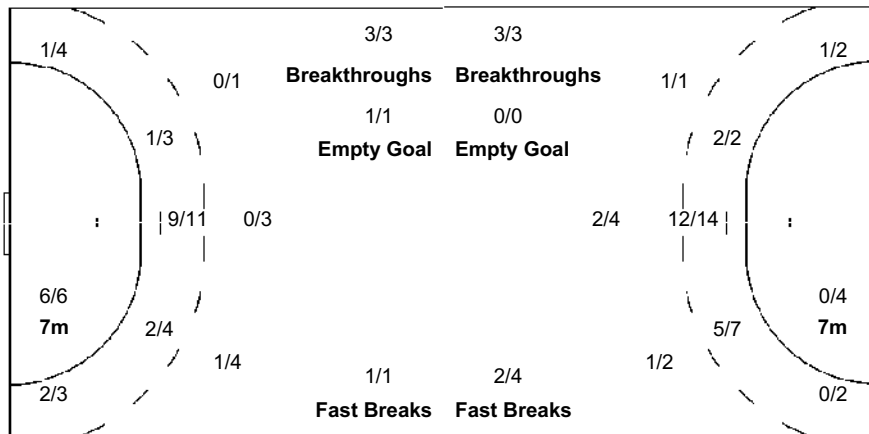 3/3 3/3
1/4 1/2
Breakthroughs Breakthroughs
0/1 1/1
1/1 0/0
1/3 2/2
Empty Goal Empty Goal
9/11 0/3 2/4 12/14
6/6 0/4
7m 2/4 5/7 7m
1/4 1/2
1/1 2/4
2/3 0/2
Fast Breaks Fast Breaks